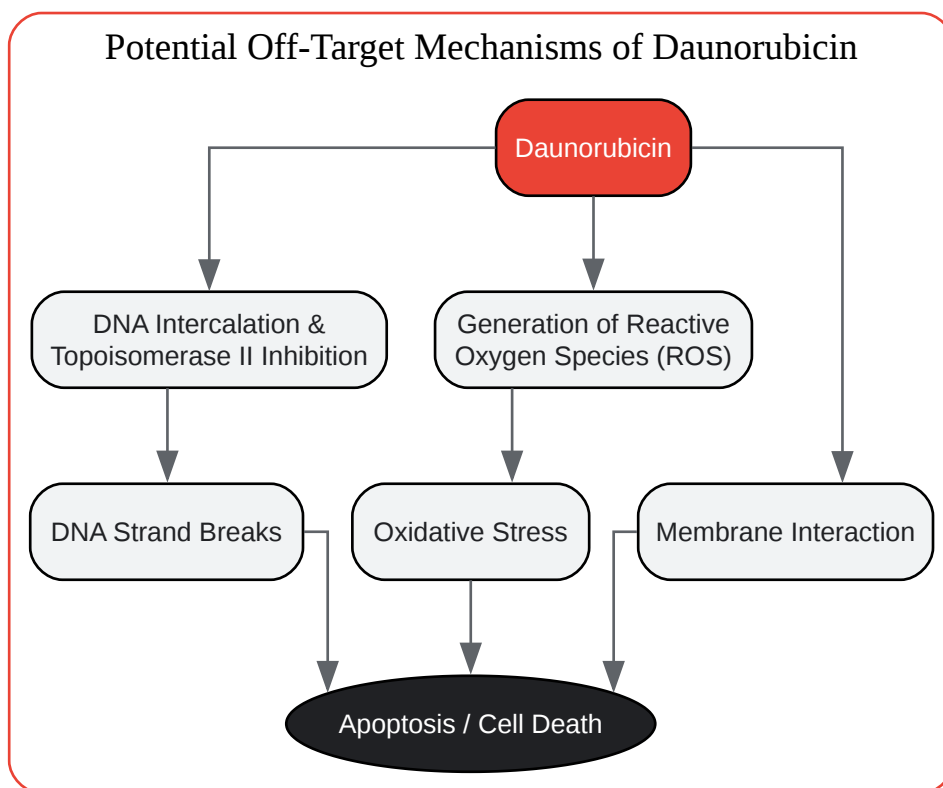 Potential Off-Target Mechanisms of Daunorubicin
Daunorubicin
DNA Intercalation &
Topoisomerase II Inhibition
Generation of Reactive
Oxygen Species (ROS)
DNA Strand Breaks
Oxidative Stress
Membrane Interaction
Apoptosis / Cell Death